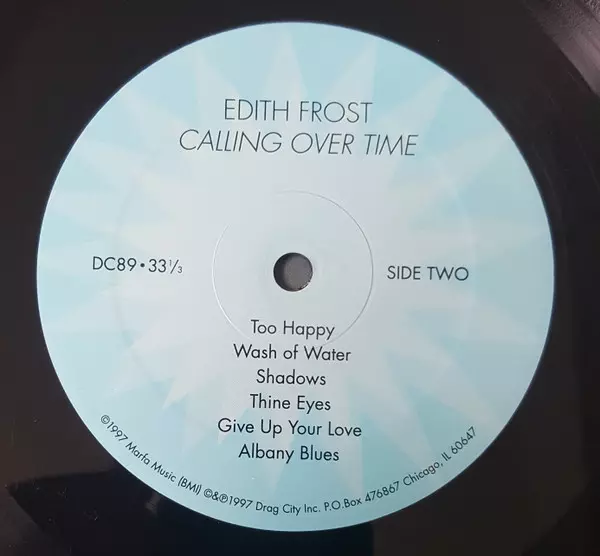 EDITH FROST
CALLING OVER TIME
DC89 • 33⅓
SIDE TWO
Too Happy
Wash of Water
Shadows
Thine Eyes
Give Up Your Love
Albany Blues
©1997 Marfa Music (BMI) ©&℗1997 Drag City Inc. P.O.Box 476867 Chicago, IL 60647